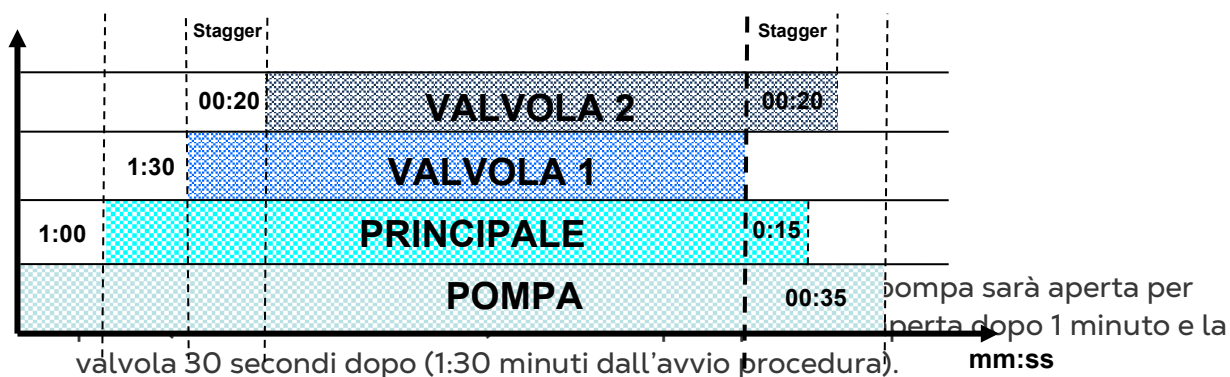 Stagger Stagger
00:20 VALVOLA 2 00:20
1:30 VALVOLA 1
1:00 PRINCIPALE 0:15
POMPA 00:35
pompa sarà aperta per
dopo 1 minuto e la
valvola 30 secondi dopo (1:30 minuti dall'avvio procedura).
mm:ss